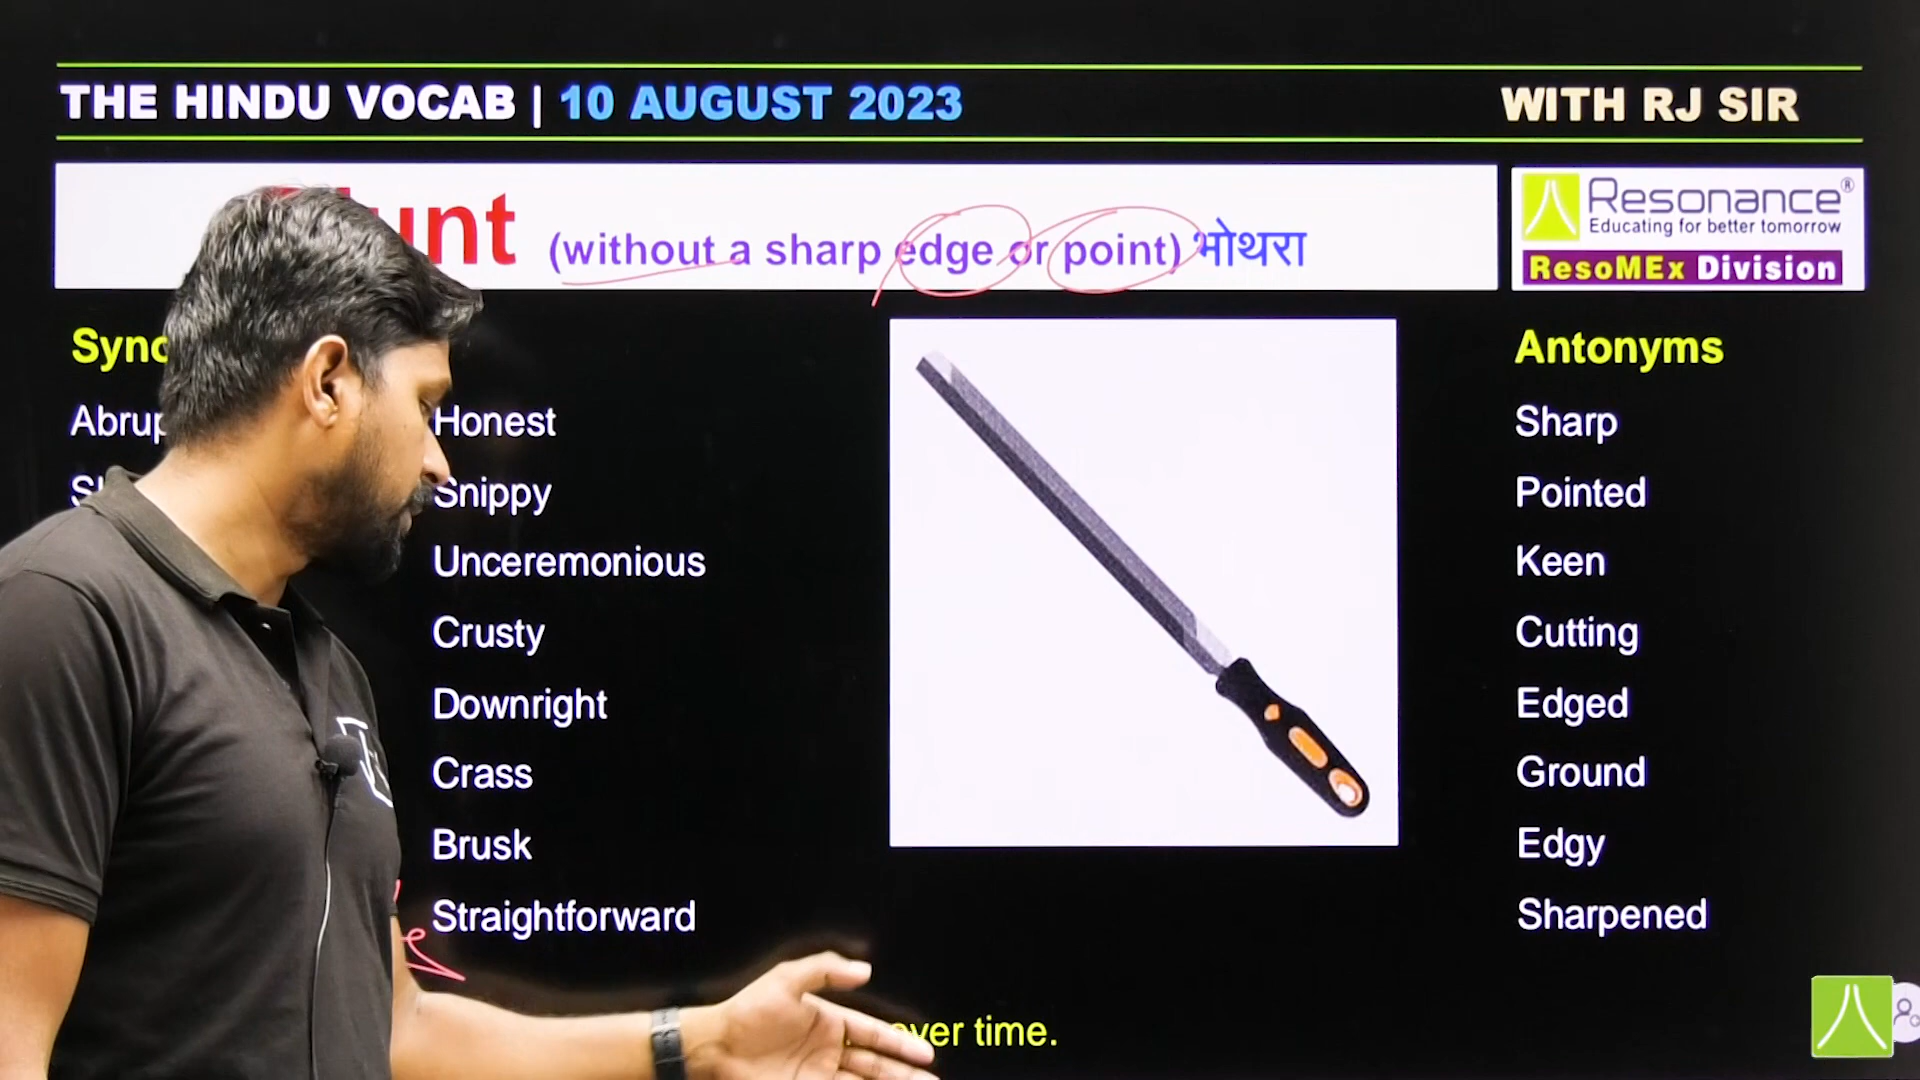 THE HINDU VOCAB | 10 AUGUST 2023
WITH RJ SIR
(without a sharp edge or point) भोथरा
Resonance®
Educating for better tomorrow
ResoMEx Division
Antonyms
Honest
Snippy
Unceremonious
Crusty
Downright
Crass
Brusk
Straightforward
Sharp
Pointed
Keen
Cutting
Edged
Ground
Edgy
Sharpened
over time.